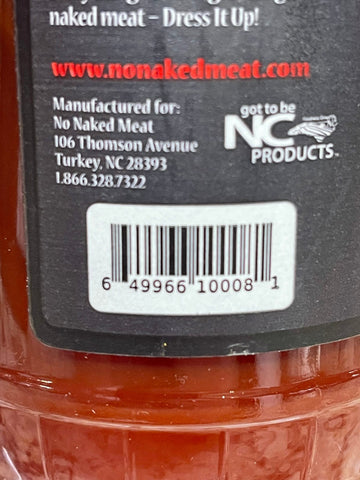 naked meat – Dress It Up!
www.nonakedmeat.com
Manufactured for:
No Naked Meat
106 Thomson Avenue
Turkey, NC 28393
1.866.328.7322
got to be
NC
PRODUCTS™
6 49966 10008 1